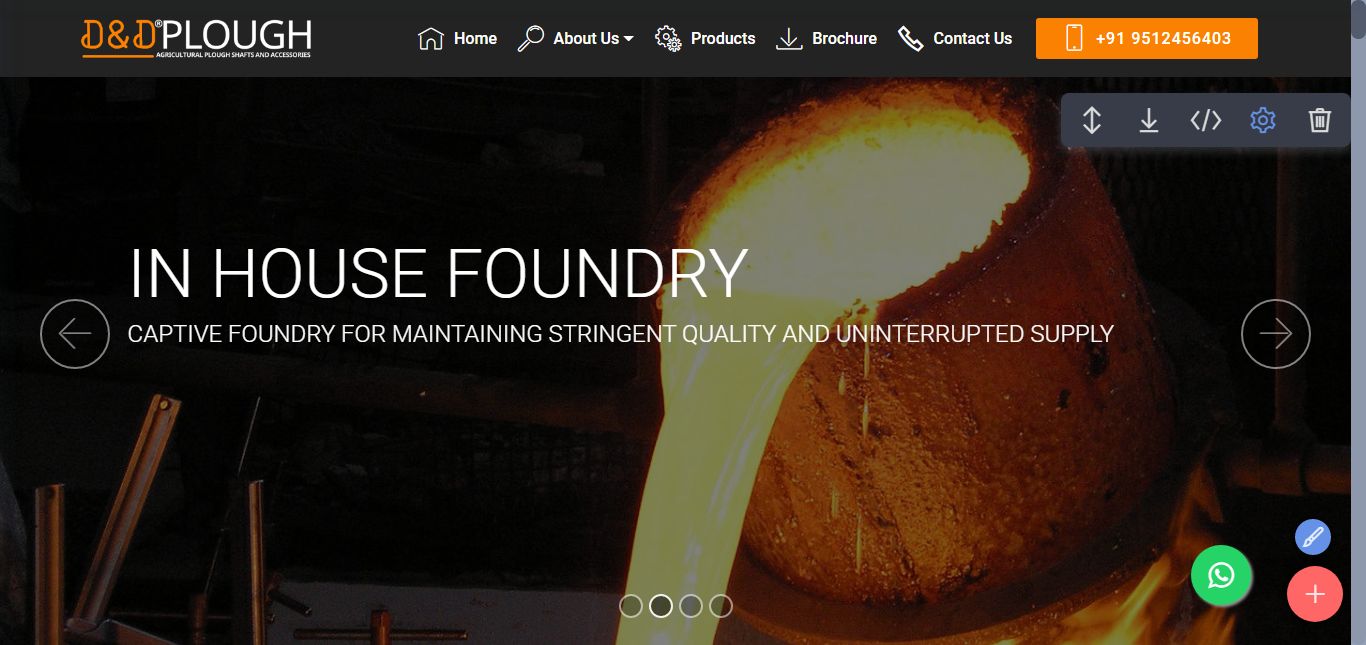 D&D®PLOUGH
AGRICULTURAL PLOUGH SHAFTS AND ACCESSORIES
Home
About Us
Products
Brochure
Contact Us
+91 9512456403
IN HOUSE FOUNDRY
CAPTIVE FOUNDRY FOR MAINTAINING STRINGENT QUALITY AND UNINTERRUPTED SUPPLY